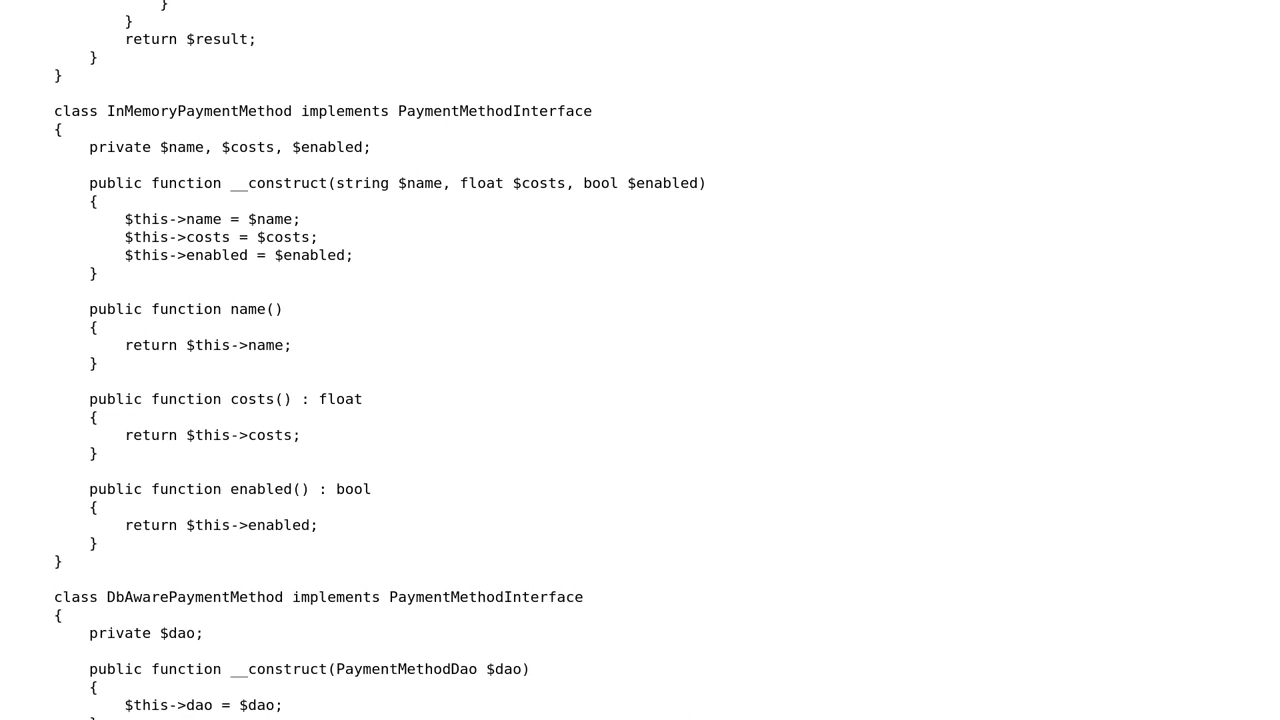 }
        }
        return $result;
    }
}

class InMemoryPaymentMethod implements PaymentMethodInterface
{
    private $name, $costs, $enabled;

    public function __construct(string $name, float $costs, bool $enabled)
    {
        $this->name = $name;
        $this->costs = $costs;
        $this->enabled = $enabled;
    }

    public function name()
    {
        return $this->name;
    }

    public function costs() : float
    {
        return $this->costs;
    }

    public function enabled() : bool
    {
        return $this->enabled;
    }
}

class DbAwarePaymentMethod implements PaymentMethodInterface
{
    private $dao;

    public function __construct(PaymentMethodDao $dao)
    {
        $this->dao = $dao;
    }